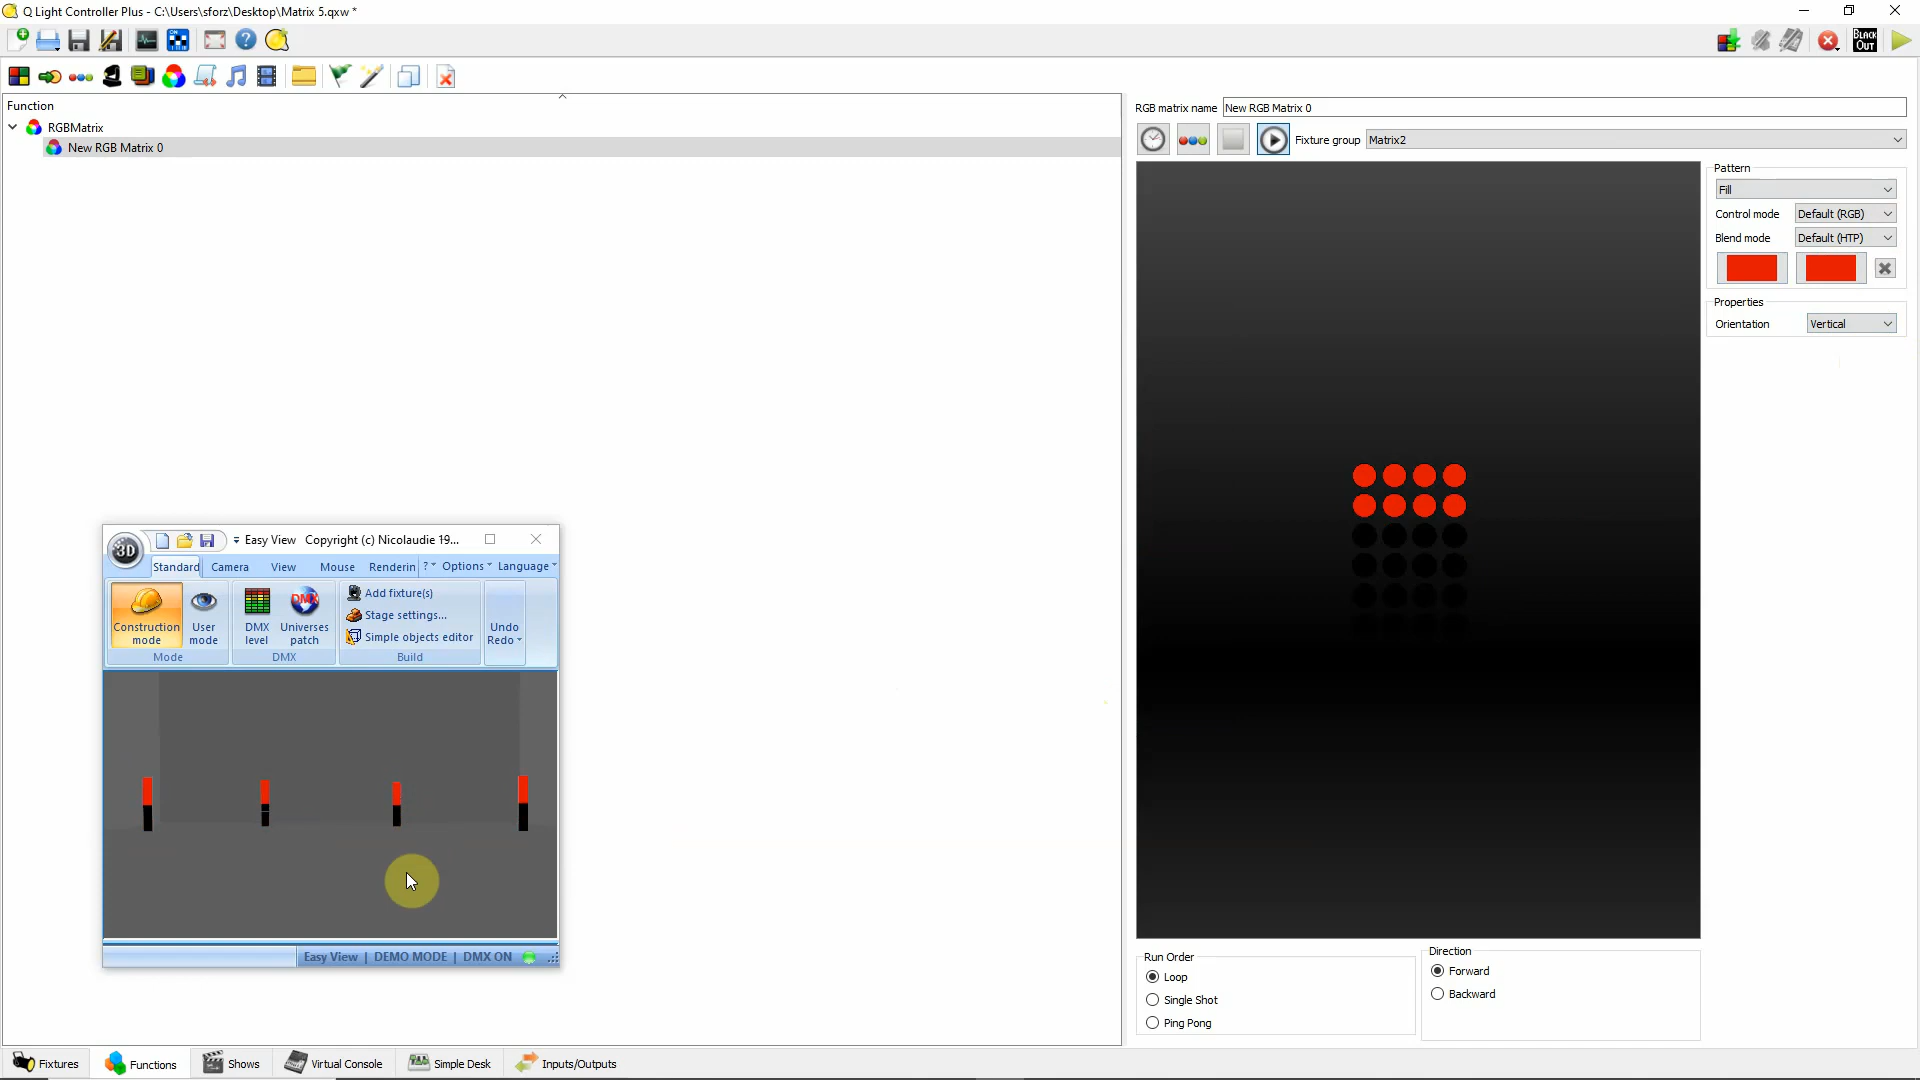 Q Light Controller Plus - C:\Users\sforz\Desktop\Matrix 5.qxw *
BLACK OUT
Function
RGBMatrix
New RGB Matrix 0
RGB matrix name New RGB Matrix 0
Fixture group Matrix2
Pattern
Fill
Control mode Default (RGB)
Blend mode Default (HTP)
Properties
Orientation Vertical
3D
Easy View Copyright (c) Nicolaudie 19...
Standard Camera View Mouse Renderin ? Options Language
Construction mode
User mode
Mode
DMX level
DMX
Universes patch
DMX
Add fixture(s)
Stage settings...
Simple objects editor
Build
Undo Redo
Easy View | DEMO MODE | DMX ON
Run Order
Loop
Single Shot
Ping Pong
Direction
Forward
Backward
Fixtures Functions Shows Virtual Console Simple Desk Inputs/Outputs